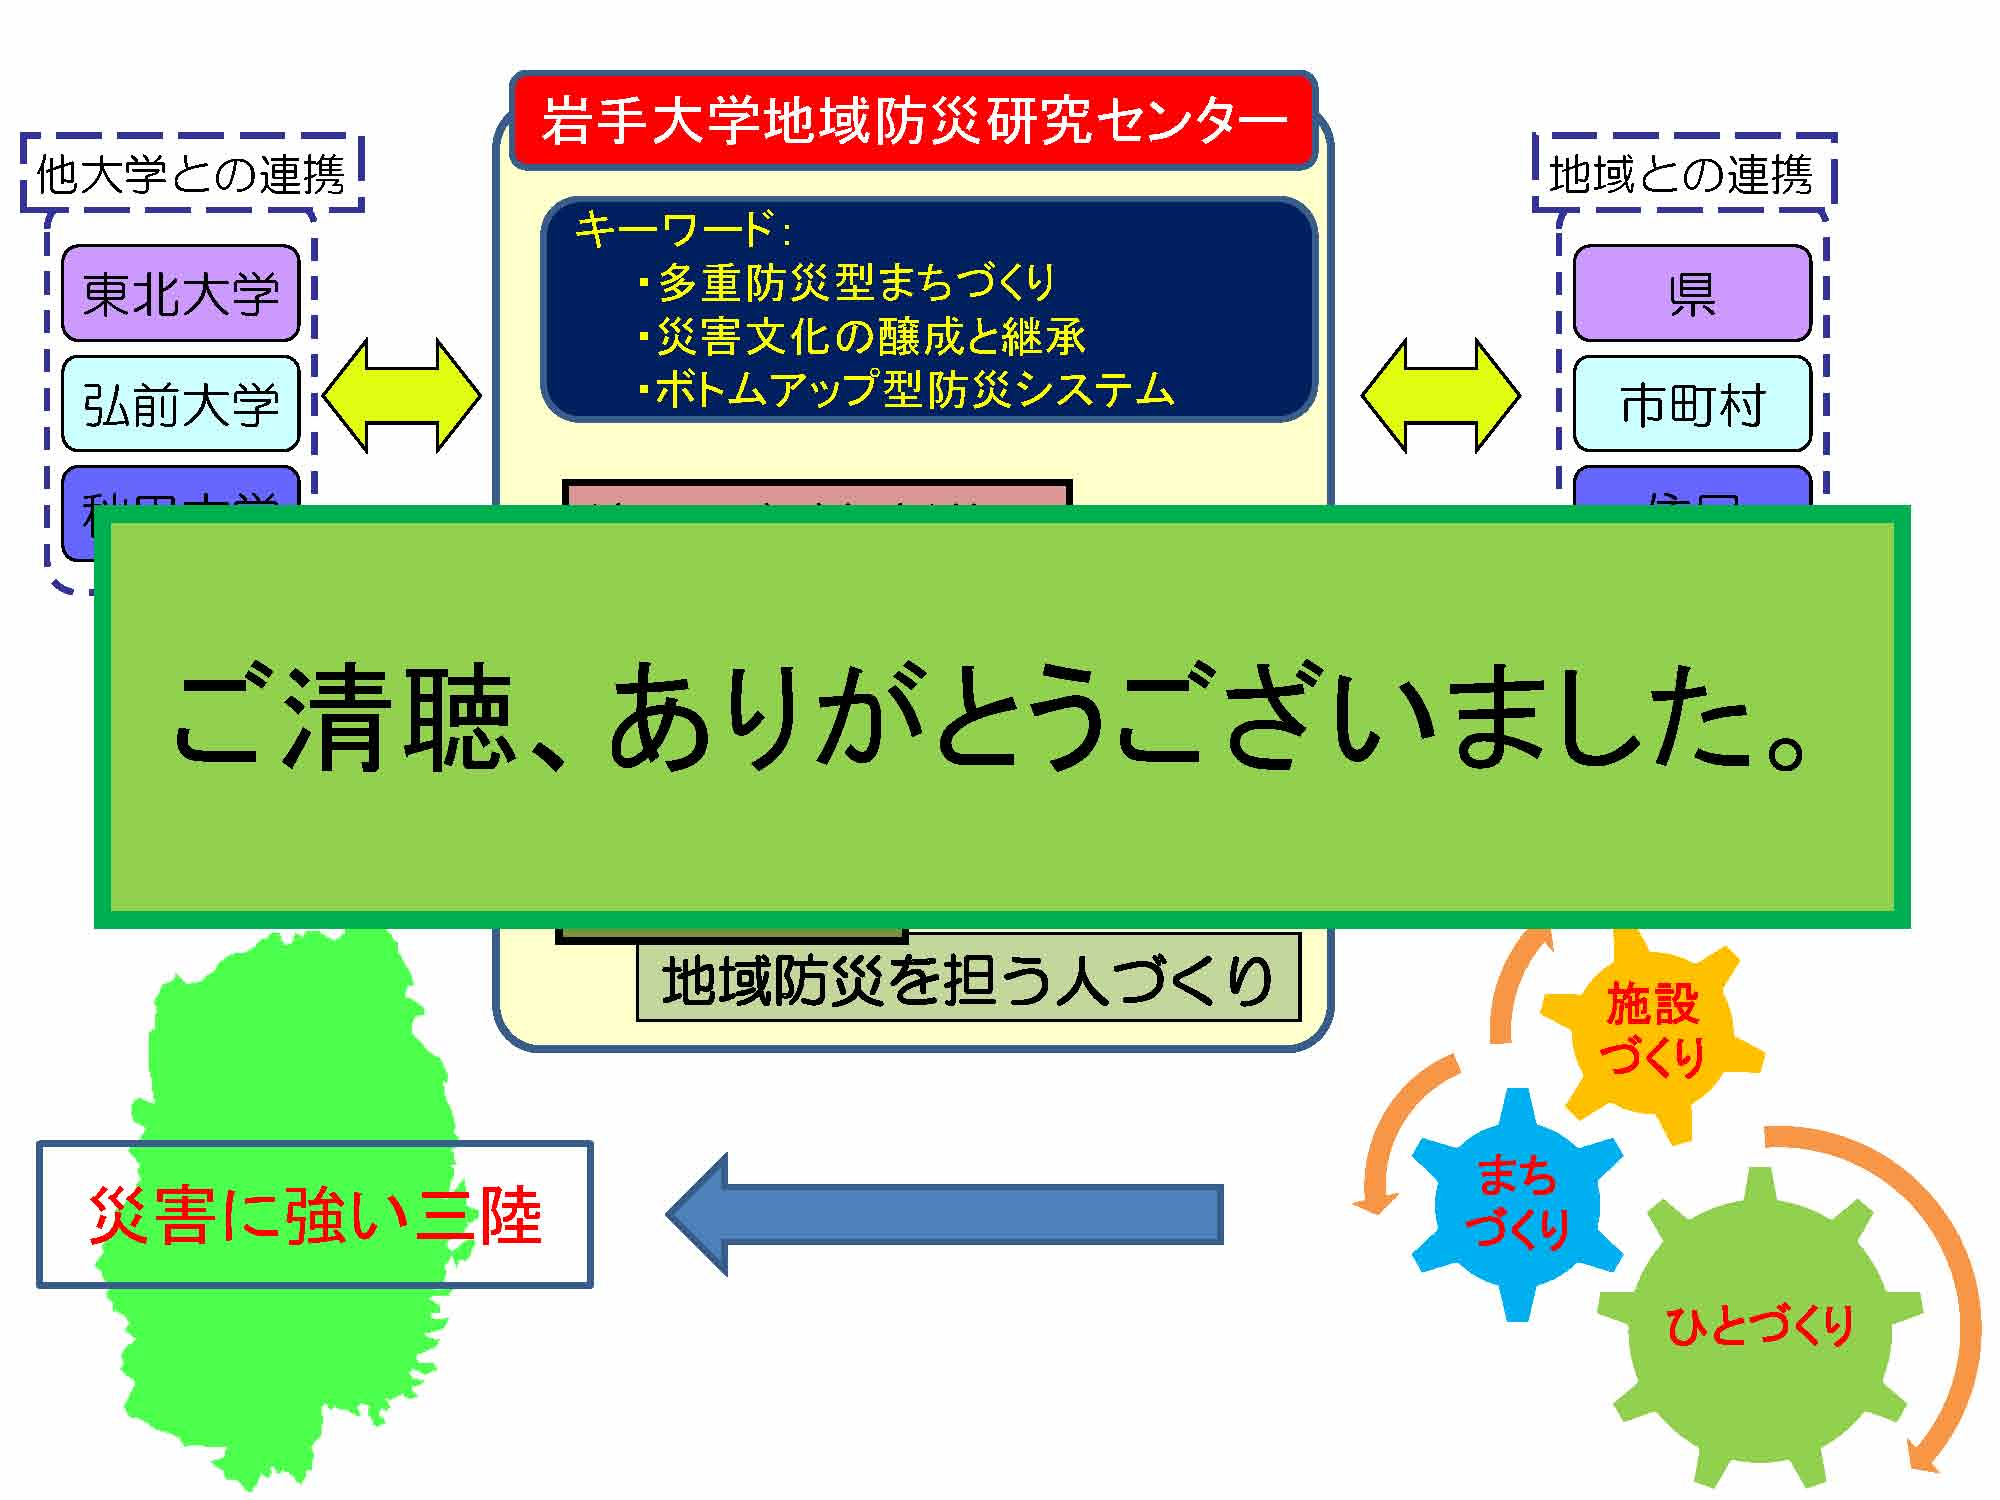 岩手大学地域防災研究センター
他大学との連携
東北大学
弘前大学
秋田大学
キーワード：
・多重防災型まちづくり
・災害文化の醸成と継承
・ボトムアップ型防災システム
地域との連携
県
市町村
住民
ご清聴、ありがとうございました。
地域防災を担う人づくり
施設
づくり
まち
づくり
ひとづくり
災害に強い三陸